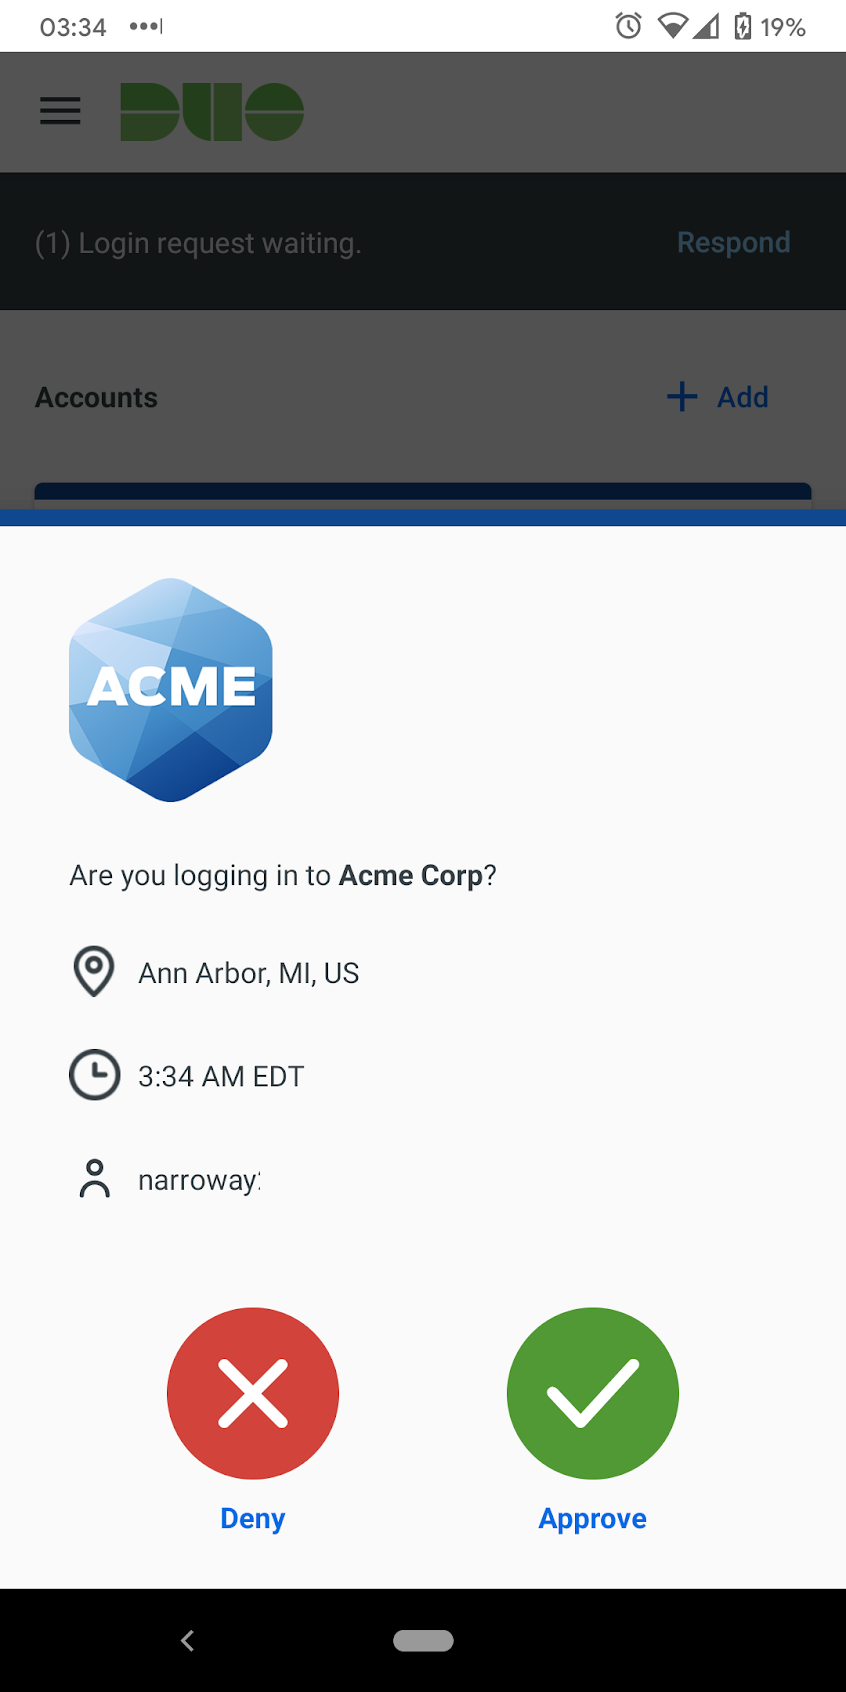 03:34
19%
DUO
(1) Login request waiting.
Respond
Accounts
+ Add
ACME
Are you logging in to Acme Corp?
Ann Arbor, MI, US
3:34 AM EDT
narroway
Deny
Approve